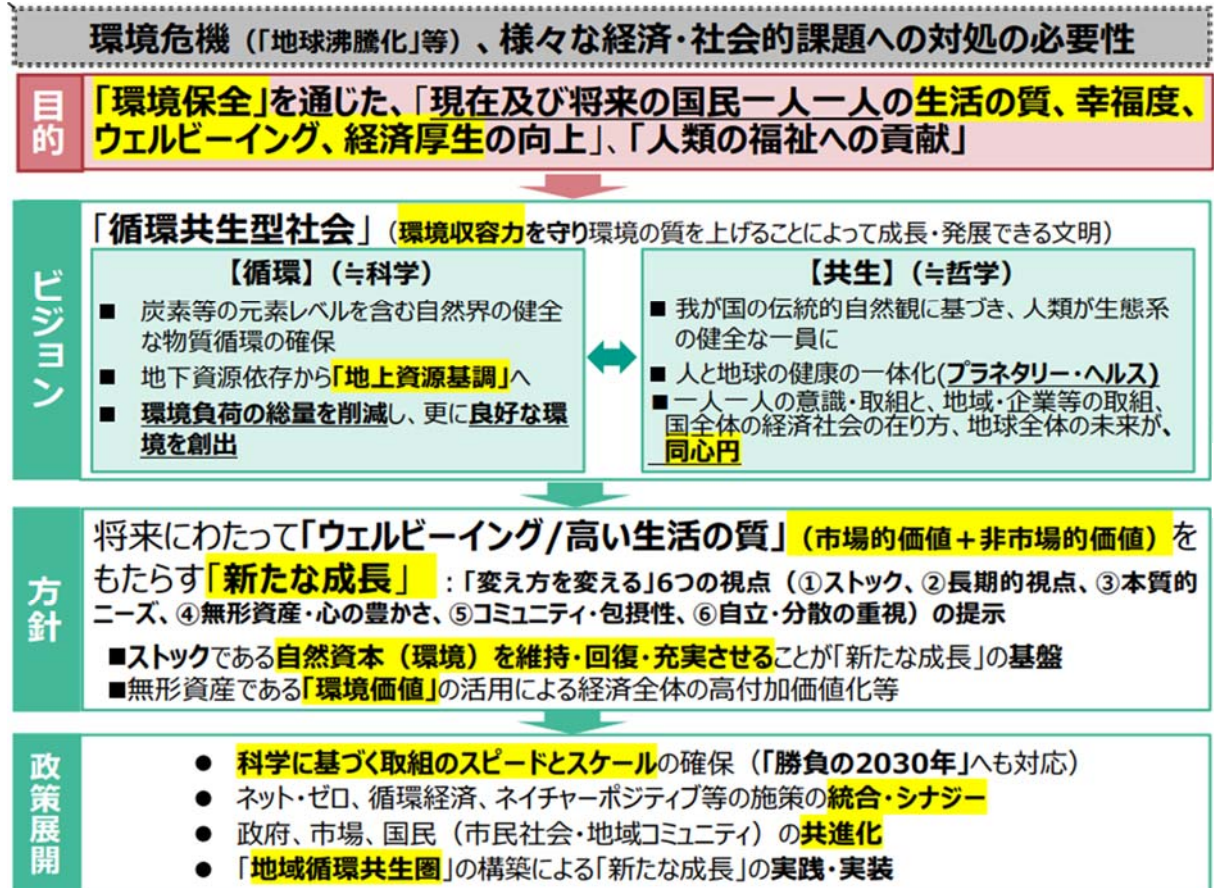 環境危機（「地球沸騰化」等）、様々な経済・社会的課題への対処の必要性
目的
「環境保全」を通じた、「現在及び将来の国民一人一人の生活の質、幸福度、
ウェルビーイング、経済厚生の向上」、「人類の福祉への貢献」
ビジョン
「循環共生型社会」（環境収容力を守り環境の質を上げることによって成長・発展できる文明）
【循環】（≒科学）
■ 炭素等の元素レベルを含む自然界の健全
な物質循環の確保
■ 地下資源依存から「地上資源基調」へ
■ 環境負荷の総量を削減し、更に良好な環
境を創出
【共生】（≒哲学）
■ 我が国の伝統的自然観に基づき、人類が生態系
の健全な一員に
■ 人と地球の健康の一体化(プラネタリー・ヘルス)
■一人一人の意識・取組と、地域・企業等の取組、
国全体の経済社会の在り方、地球全体の未来が、
同心円
方針
将来にわたって「ウェルビーイング/高い生活の質」（市場的価値＋非市場的価値）を
もたらす「新たな成長」：「変え方を変える」6つの視点（①ストック、②長期的視点、③本質的
ニーズ、④無形資産・心の豊かさ、⑤コミュニティ・包摂性、⑥自立・分散の重視）の提示
■ストックである自然資本（環境）を維持・回復・充実させることが「新たな成長」の基盤
■無形資産である「環境価値」の活用による経済全体の高付加価値化等
政策展開
● 科学に基づく取組のスピードとスケールの確保（「勝負の2030年」へも対応）
● ネット・ゼロ、循環経済、ネイチャーポジティブ等の施策の統合・シナジー
● 政府、市場、国民（市民社会・地域コミュニティ）の共進化
● 「地域循環共生圏」の構築による「新たな成長」の実践・実装